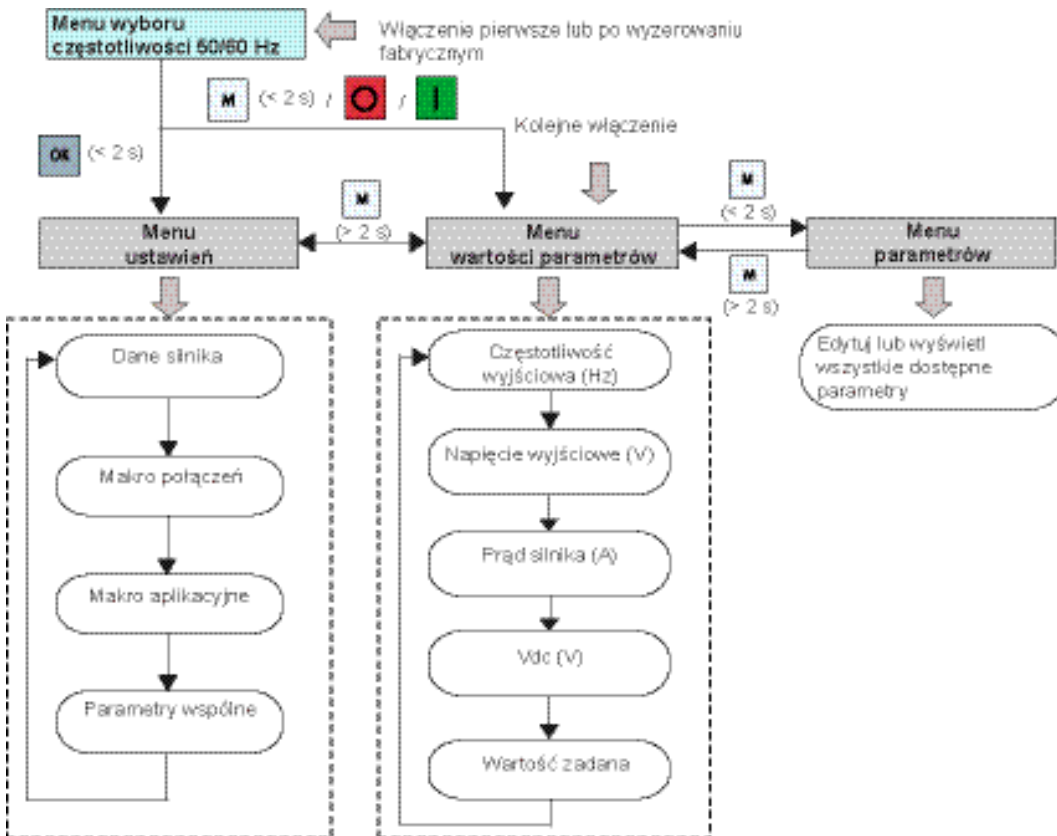 Menu wyboru
częstotliwości 50/60 Hz
Włączenie pierwsze lub po wyzerowaniu
fabrycznym
M (< 2 s) / O / I
Kolejne włączenie
OK (< 2 s)
M
(> 2 s)
M
(< 2 s)
Menu
ustawień
Menu
wartości parametrów
Menu
parametrów
M
(> 2 s)
Dane silnika
Makro połączeń
Makro aplikacyjne
Parametry wspólne
Częstotliwość
wyjściowa (Hz)
Napięcie wyjściowe (V)
Prąd silnika (A)
Vdc (V)
Wartość zadana
Edytuj lub wyświetl
wszystkie dostępne
parametry